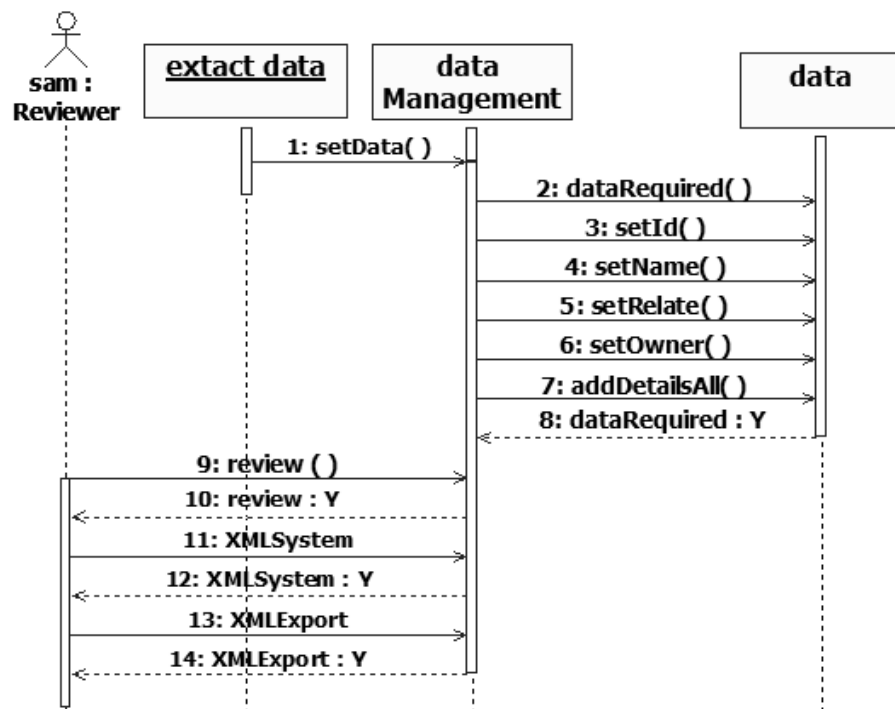 sam :
Reviewer
extact data
data
Management
data
1: setData( )
2: dataRequired( )
3: setId( )
4: setName( )
5: setRelate( )
6: setOwner( )
7: addDetailsAll( )
8: dataRequired : Y
9: review ( )
10: review : Y
11: XMLSystem
12: XMLSystem : Y
13: XMLExport
14: XMLExport : Y